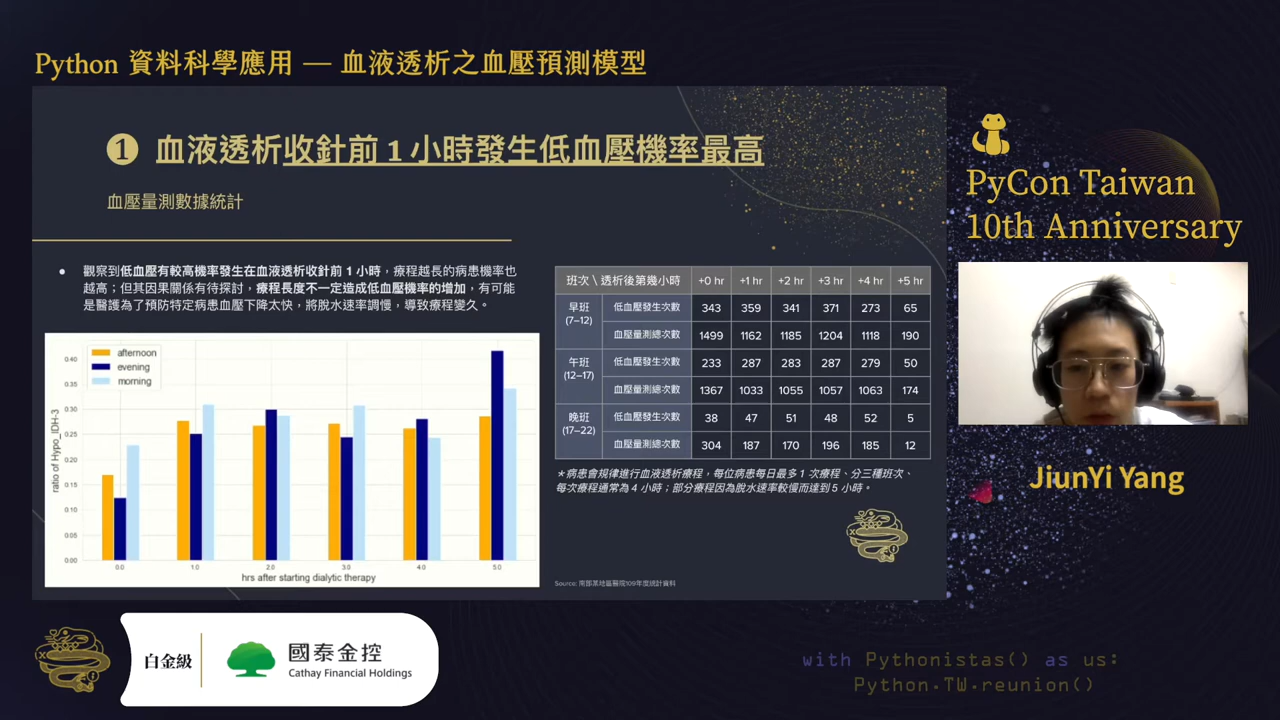 Python 資料科學應用 — 血液透析之血壓預測模型
1 血液透析收針前 1 小時發生低血壓機率最高
血壓量測數據統計
● 觀察到低血壓有較高機率發生在血液透析收針前 1 小時，療程越長的病患機率也
越高；但其因果關係有待探討，療程長度不一定造成低血壓機率的增加，有可能
是醫護為了預防特定病患血壓下降太快，將脫水速率調慢，導致療程變久。
afternoon
evening
morning
ratio of Hypo_IDH-3
0.40
0.35
0.30
0.25
0.20
0.15
0.10
0.05
0.00
0.0 1.0 2.0 3.0 4.0 5.0
hrs after starting dialytic therapy
班次 \ 透析後第幾小時 +0 hr +1 hr +2 hr +3 hr +4 hr +5 hr
早班 (7–12) 低血壓發生次數 343 359 341 371 273 65
血壓量測總次數 1499 1162 1185 1204 1118 190
午班 (12–17) 低血壓發生次數 233 287 283 287 279 50
血壓量測總次數 1367 1033 1055 1057 1063 174
晚班 (17–22) 低血壓發生次數 38 47 51 48 52 5
血壓量測總次數 304 187 170 196 185 12
＊病患會規律進行血液透析療程，每位病患每日最多 1 次療程、分三種班次、
每次療程通常為 4 小時；部分療程因為脫水速率較慢而達到 5 小時。
Source: 南部某地區醫院109年度統計資料
PyCon Taiwan
10th Anniversary
JiunYi Yang
白金級
國泰金控
Cathay Financial Holdings
with Pythonistas() as us:
Python.TW.reunion()